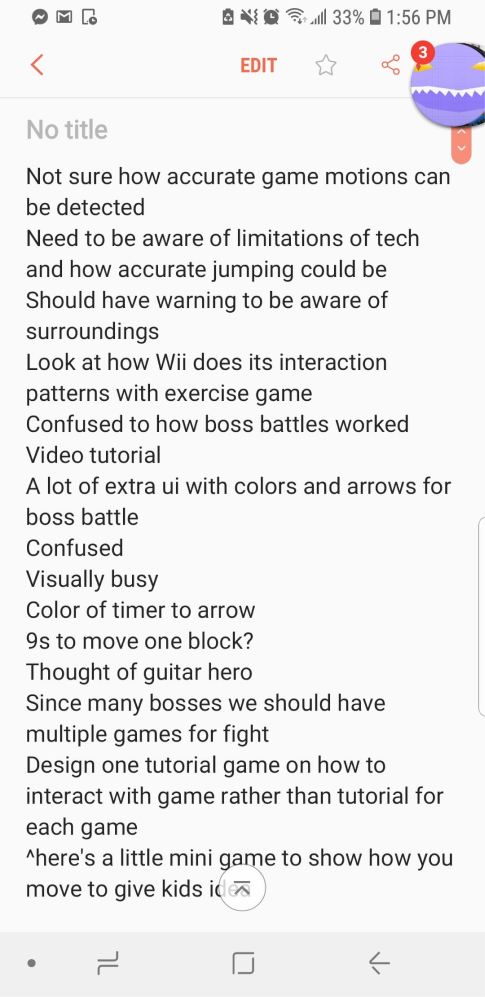 33% 1:56 PM
EDIT
3
No title
Not sure how accurate game motions can
be detected
Need to be aware of limitations of tech
and how accurate jumping could be
Should have warning to be aware of
surroundings
Look at how Wii does its interaction
patterns with exercise game
Confused to how boss battles worked
Video tutorial
A lot of extra ui with colors and arrows for
boss battle
Confused
Visually busy
Color of timer to arrow
9s to move one block?
Thought of guitar hero
Since many bosses we should have
multiple games for fight
Design one tutorial game on how to
interact with game rather than tutorial for
each game
^here's a little mini game to show how you
move to give kids idea